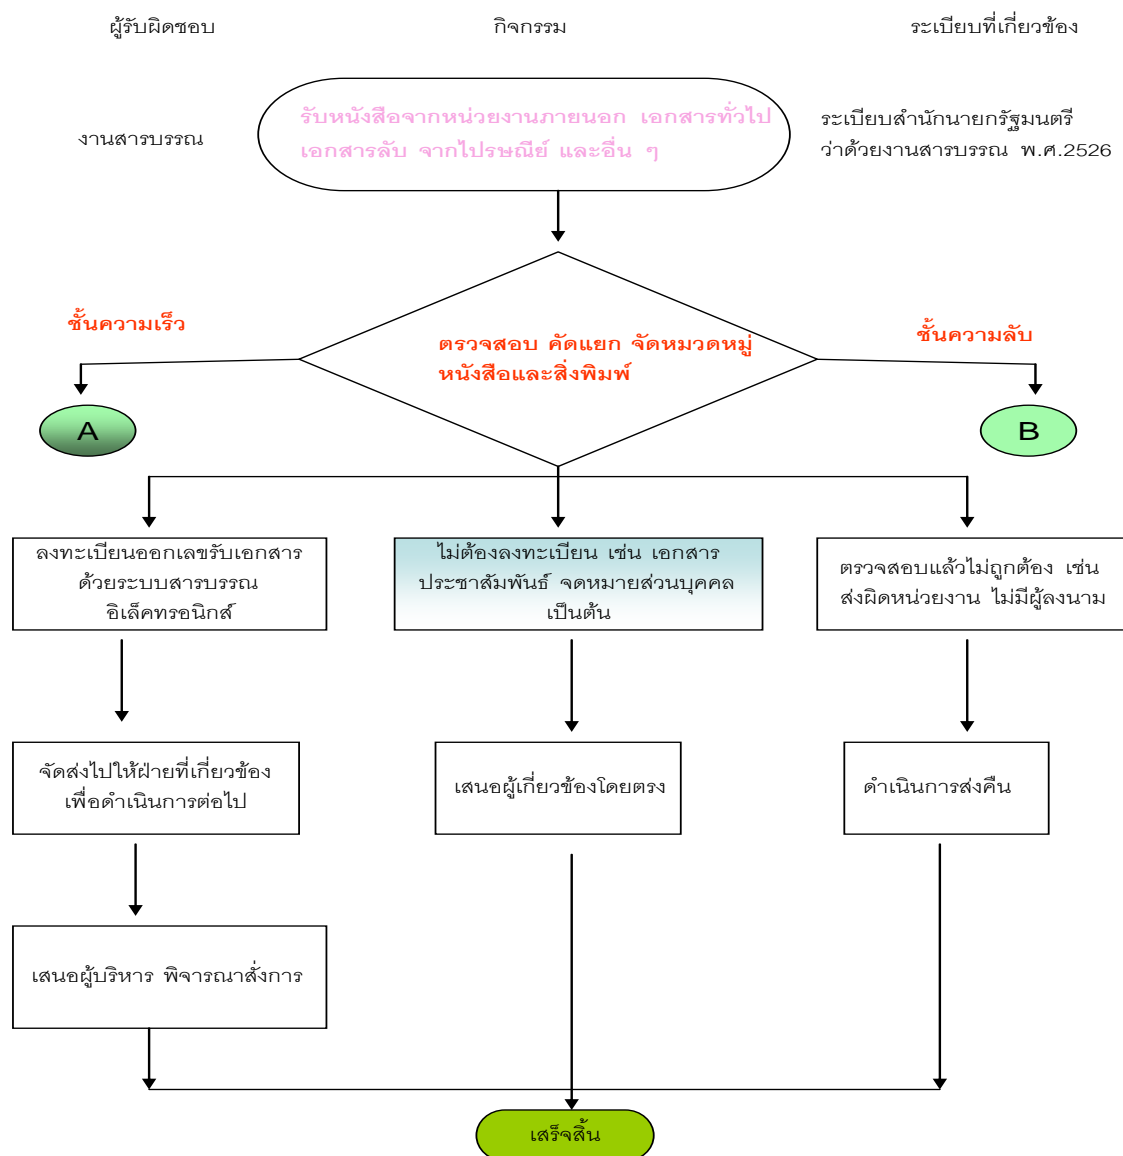 ผู้รับผิดชอบ
กิจกรรม
ระเบียบที่เกี่ยวข้อง
งานสารบรรณ
รับหนังสือจากหน่วยงานภายนอก เอกสารทั่วไป
เอกสารลับ จากไปรษณีย์ และอื่น ๆ
ระเบียบสำนักนายกรัฐมนตรี
ว่าด้วยงานสารบรรณ พ.ศ.2526
ชั้นความเร็ว
ตรวจสอบ คัดแยก จัดหมวดหมู่
หนังสือและสิ่งพิมพ์
ชั้นความลับ
A
B
ลงทะเบียนออกเลขรับเอกสาร
ด้วยระบบสารบรรณ
อิเล็คทรอนิกส์
ไม่ต้องลงทะเบียน เช่น เอกสาร
ประชาสัมพันธ์ จดหมายส่วนบุคคล
เป็นต้น
ตรวจสอบแล้วไม่ถูกต้อง เช่น
ส่งผิดหน่วยงาน ไม่มีผู้ลงนาม
จัดส่งไปให้ฝ่ายที่เกี่ยวข้อง
เพื่อดำเนินการต่อไป
เสนอผู้เกี่ยวข้องโดยตรง
ดำเนินการส่งคืน
เสนอผู้บริหาร พิจารณาสั่งการ
เสร็จสิ้น